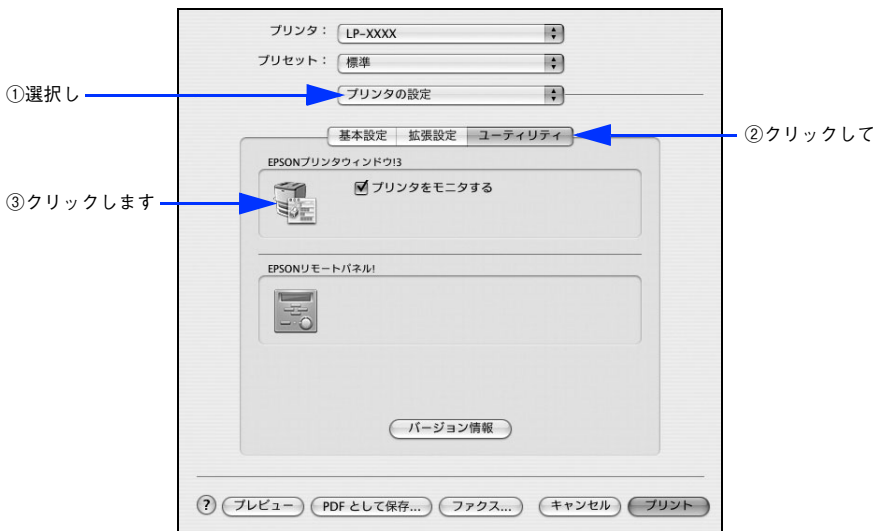 プリンタ： LP-XXXX
プリセット： 標準
①選択し プリンタの設定
基本設定 拡張設定 ユーティリティ ②クリックして
EPSONプリンタウィンドウ!3
プリンタをモニタする
③クリックします
EPSONリモートパネル!
バージョン情報
? プレビュー PDF として保存... ファクス... キャンセル プリント